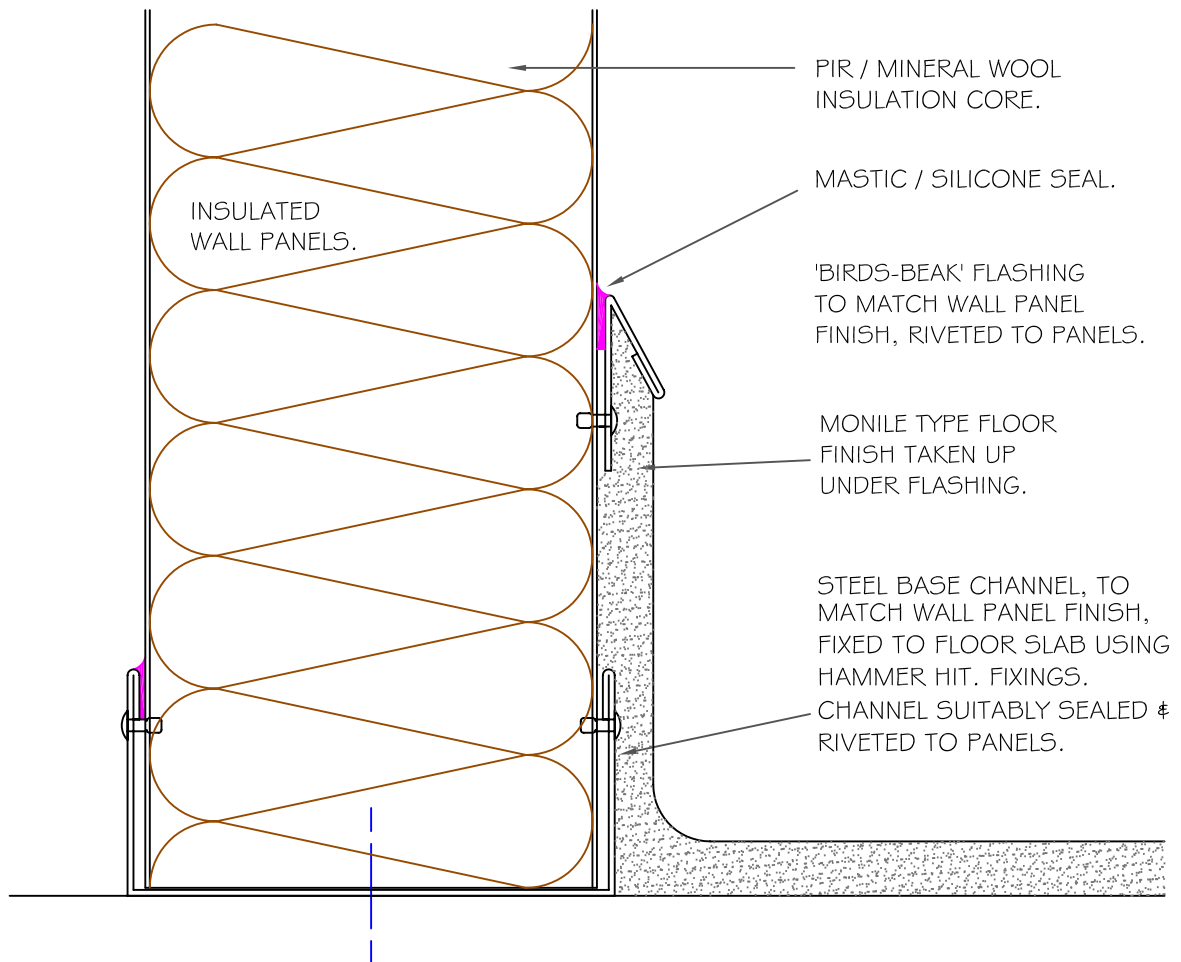 PIR / MINERAL WOOL
INSULATION CORE.
MASTIC / SILICONE SEAL.
INSULATED
WALL PANELS.
'BIRDS-BEAK' FLASHING
TO MATCH WALL PANEL
FINISH, RIVETED TO PANELS.
MONILE TYPE FLOOR
FINISH TAKEN UP
UNDER FLASHING.
STEEL BASE CHANNEL, TO
MATCH WALL PANEL FINISH,
FIXED TO FLOOR SLAB USING
HAMMER HIT. FIXINGS.
CHANNEL SUITABLY SEALED &
RIVETED TO PANELS.